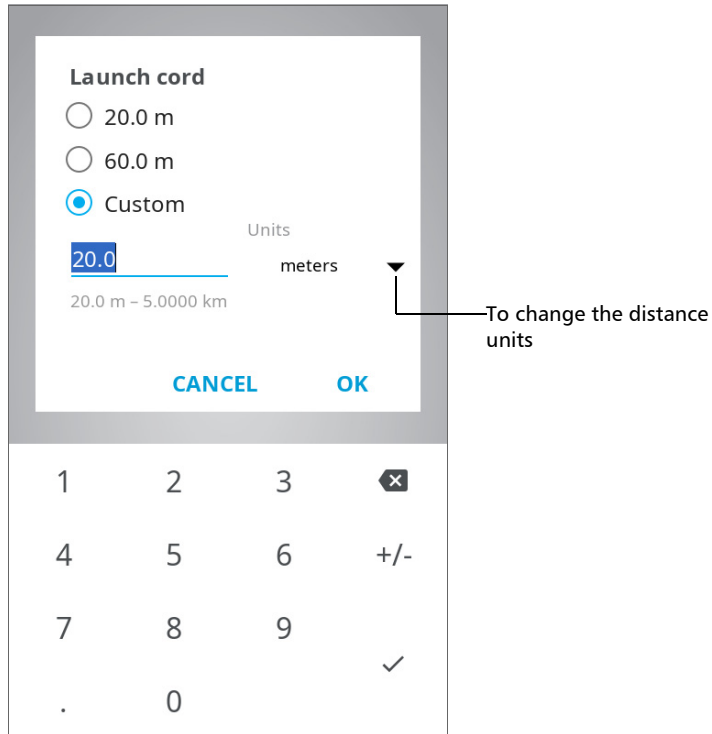 Launch cord
20.0 m
60.0 m
Custom
Units
20.0
meters
20.0 m – 5.0000 km
To change the distance
units
CANCEL OK
1 2 3
4 5 6 +/-
7 8 9
. 0